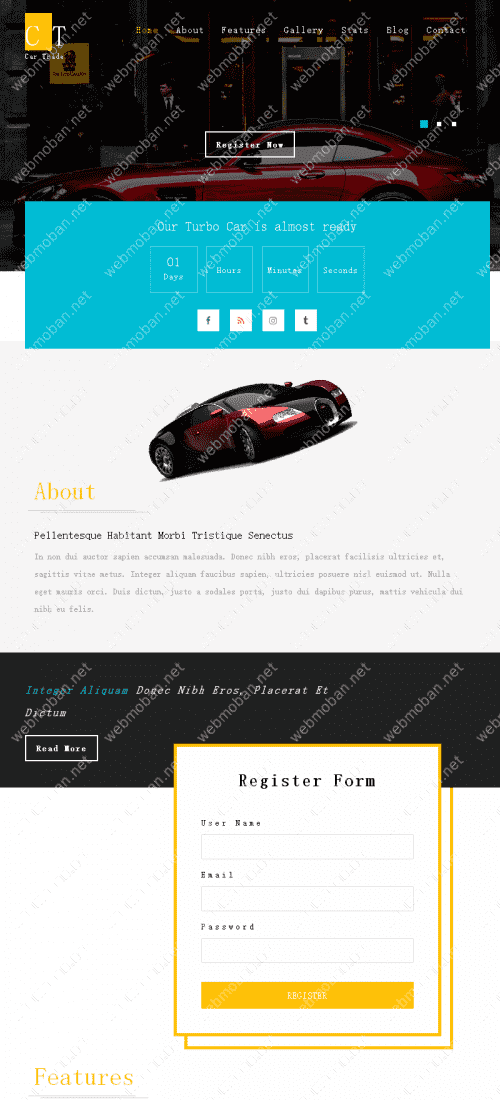 C T
Car Trade
Home About Features Gallery Stats Blog Contact
Register Now
Our Turbo Car is almost ready
01
Days Hours Minutes Seconds
About
Pellentesque Habitant Morbi Tristique Senectus
In non dui auctor sapien accumsan malesuada. Donec nibh eros, placerat facilisis ultricies et,
sagittis vitae metus. Integer aliquam faucibus sapien, ultricies posuere nisl euismod ut. Nulla
eget mauris orci. Duis dictum, justo a sodales porta, justo dui dapibus purus, mattis vehicula dui
nibh eu felis.
Integer Aliquam Donec Nibh Eros, Placerat Et
Dictum
Read More
Register Form
User Name
Email
Password
REGISTER
Features
webmoban.net